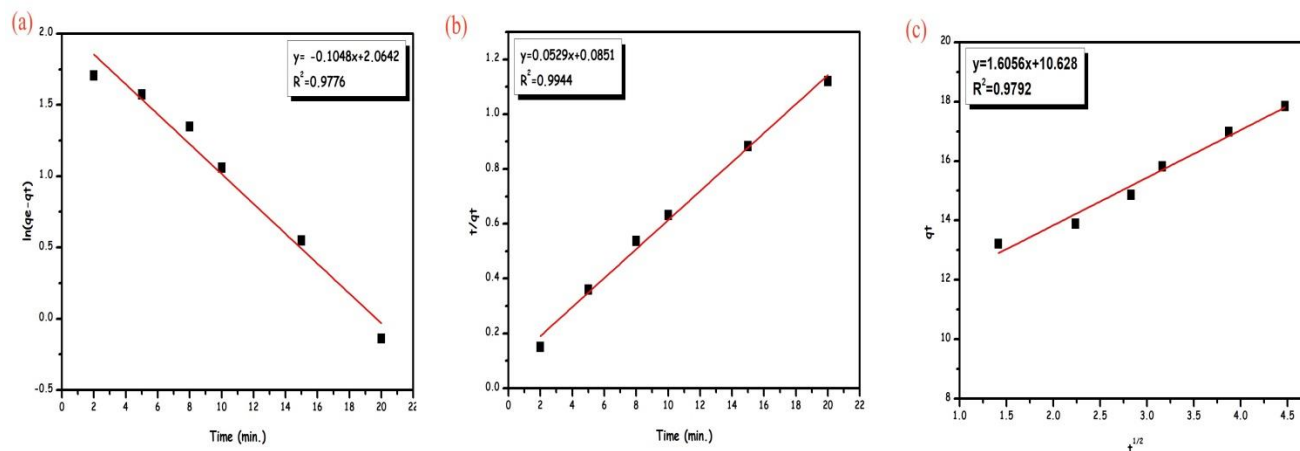 (a)
y= -0.1048x+2.0642
R²=0.9776
ln(qe-qt)
2.0
1.5
1.0
0.5
0.0
-0.5
0 2 4 6 8 10 12 14 16 18 20 22
Time (min.)
(b)
y=0.0529x+0.0851
R²=0.9944
t/qt
1.2
1.0
0.8
0.6
0.4
0.2
0.0
0 2 4 6 8 10 12 14 16 18 20 22
Time (min.)
(c)
y=1.6056x+10.628
R²=0.9792
qt
20
18
16
14
12
10
8
1.0 1.5 2.0 2.5 3.0 3.5 4.0 4.5
t^1/2